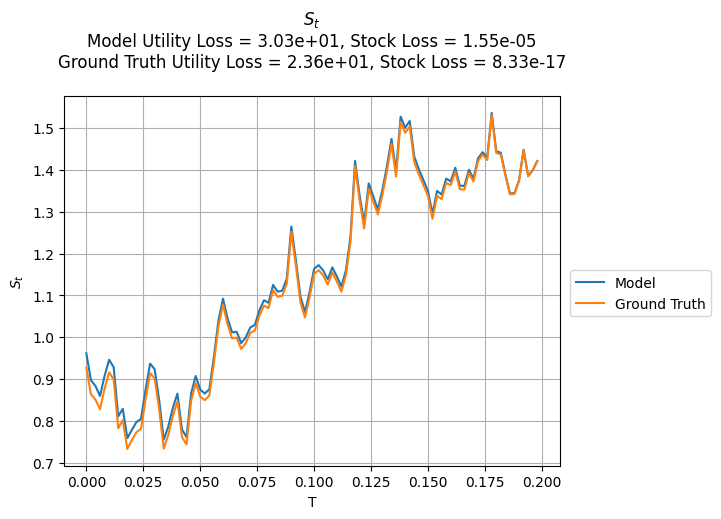 S_t
Model Utility Loss = 3.03e+01, Stock Loss = 1.55e-05
Ground Truth Utility Loss = 2.36e+01, Stock Loss = 8.33e-17
1.5
1.4
1.3
1.2
1.1
1.0
0.9
0.8
0.7
S_t
0.000 0.025 0.050 0.075 0.100 0.125 0.150 0.175 0.200
T
Model
Ground Truth